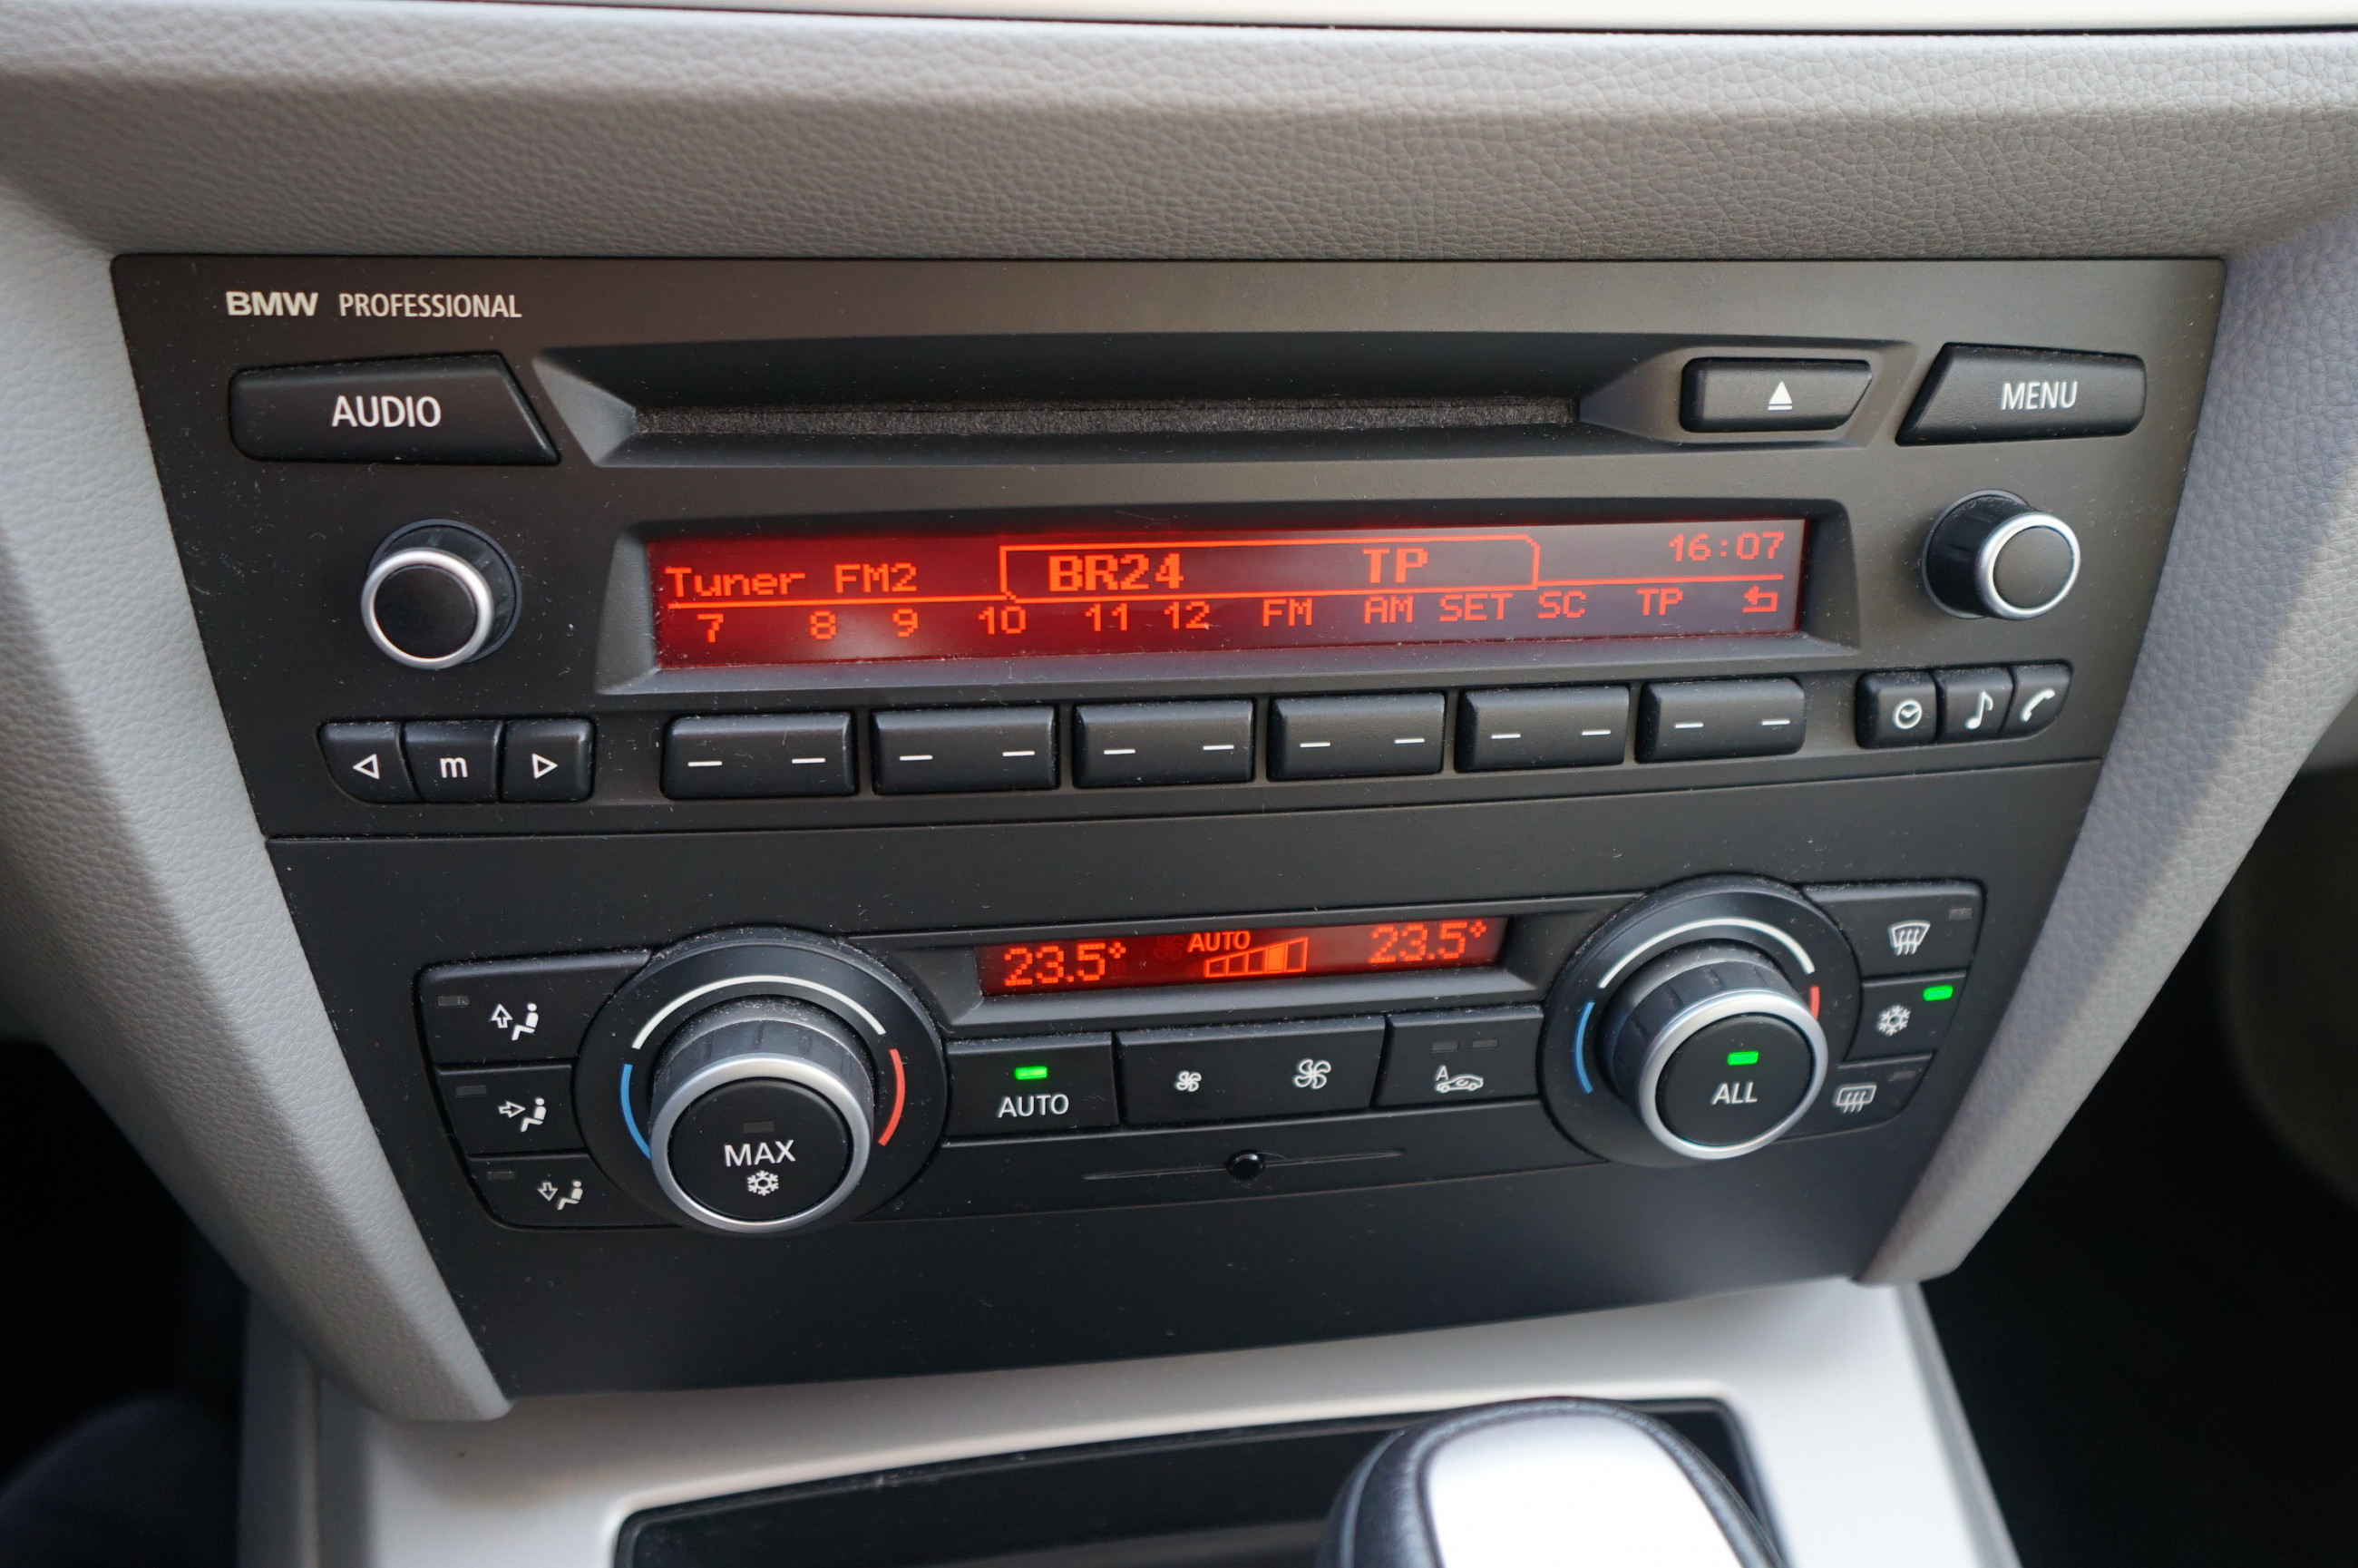 BMW PROFESSIONAL
AUDIO
MENU
Tuner FM2 BR24 TP 16:07
7 8 9 10 11 12 FM AM SET SC TP
m
23.5° AUTO 23.5°
AUTO
A
ALL
MAX